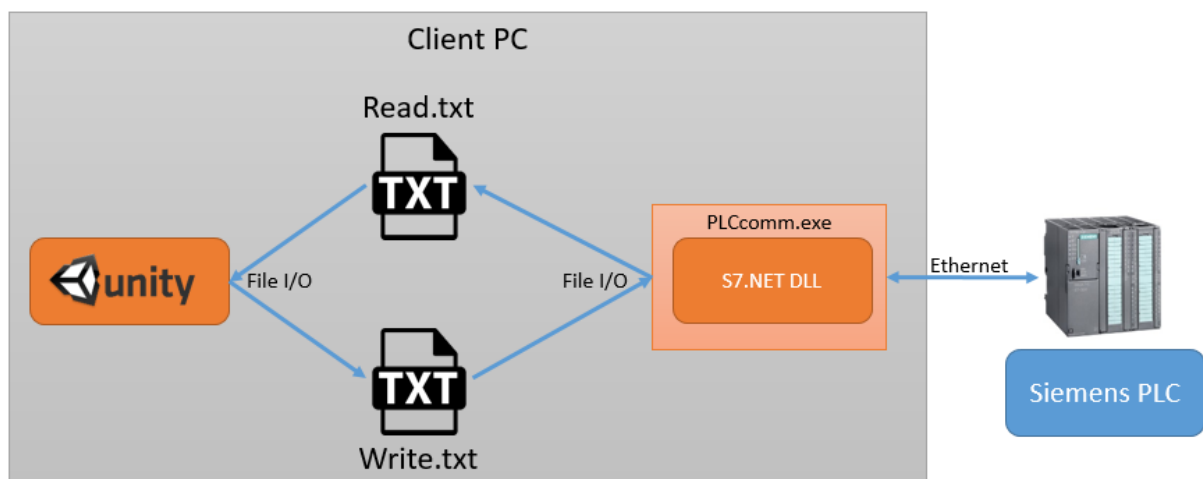 Client PC
Read.txt
TXT
unity
File I/O
File I/O
PLCcomm.exe
S7.NET DLL
Ethernet
TXT
Write.txt
Siemens PLC